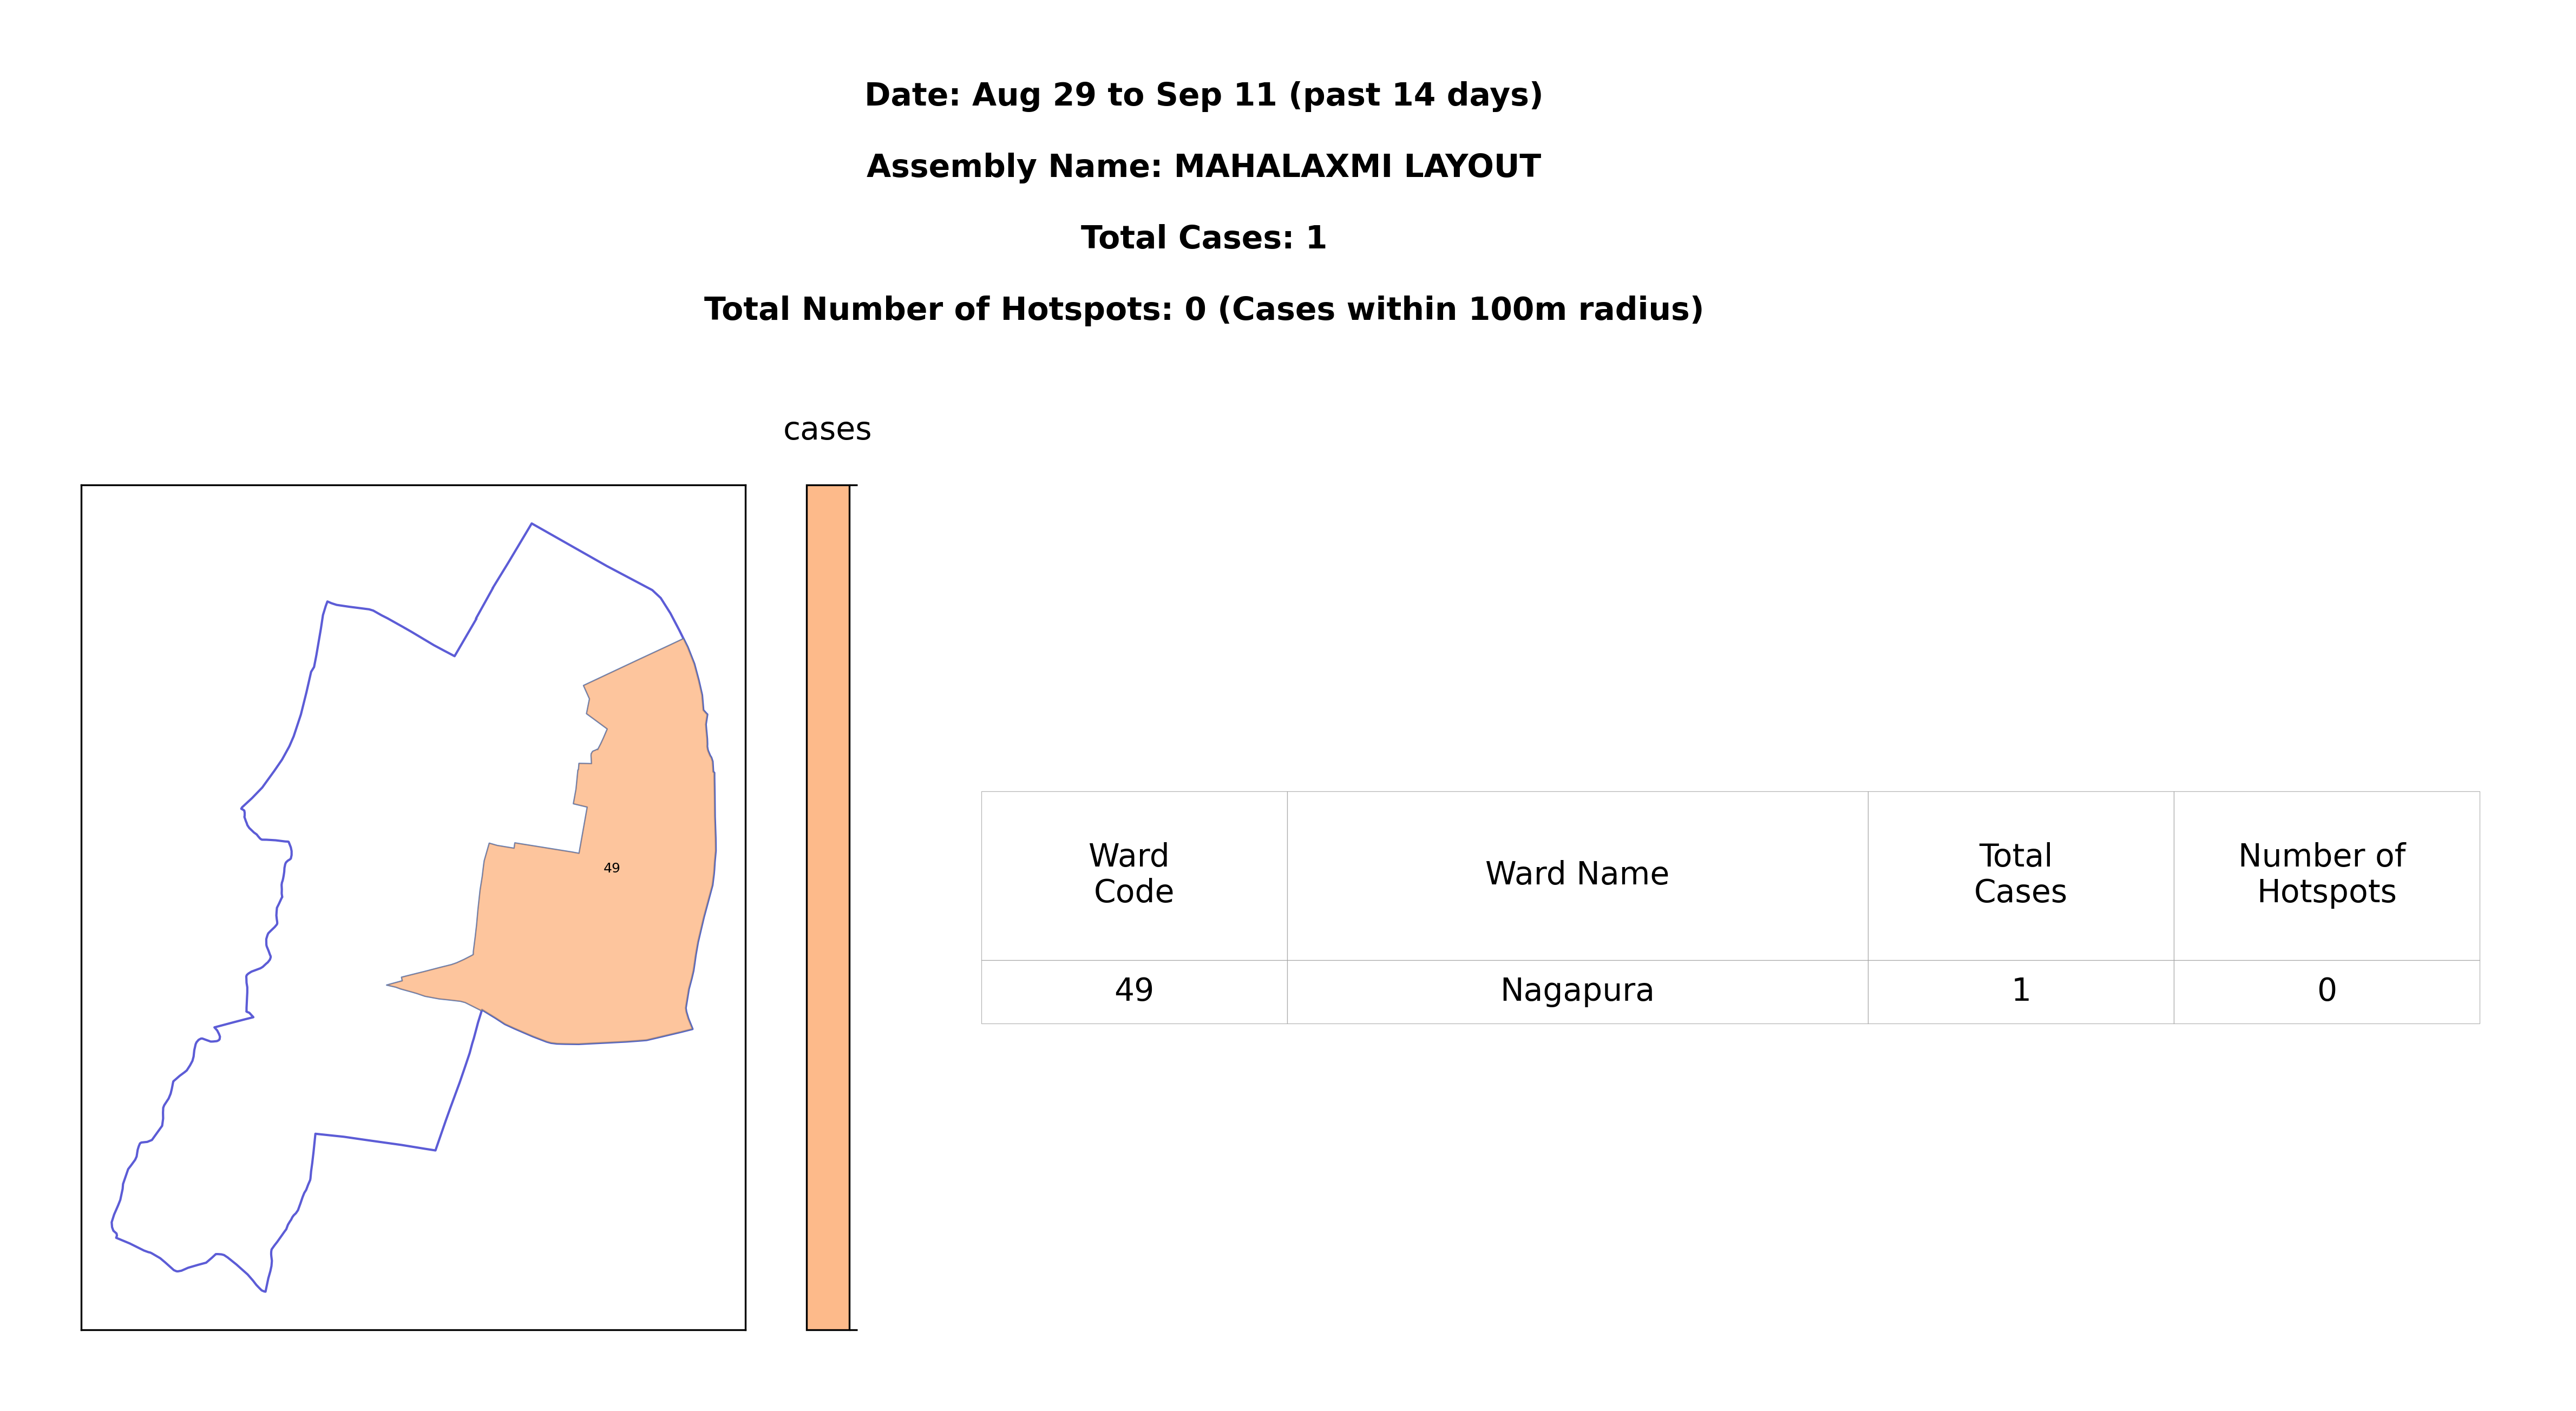 Date: Aug 29 to Sep 11 (past 14 days)
Assembly Name: MAHALAXMI LAYOUT
Total Cases: 1
Total Number of Hotspots: 0 (Cases within 100m radius)
cases
49
Ward
Code
Ward Name
Total
Cases
Number of
Hotspots
49
Nagapura
1
0